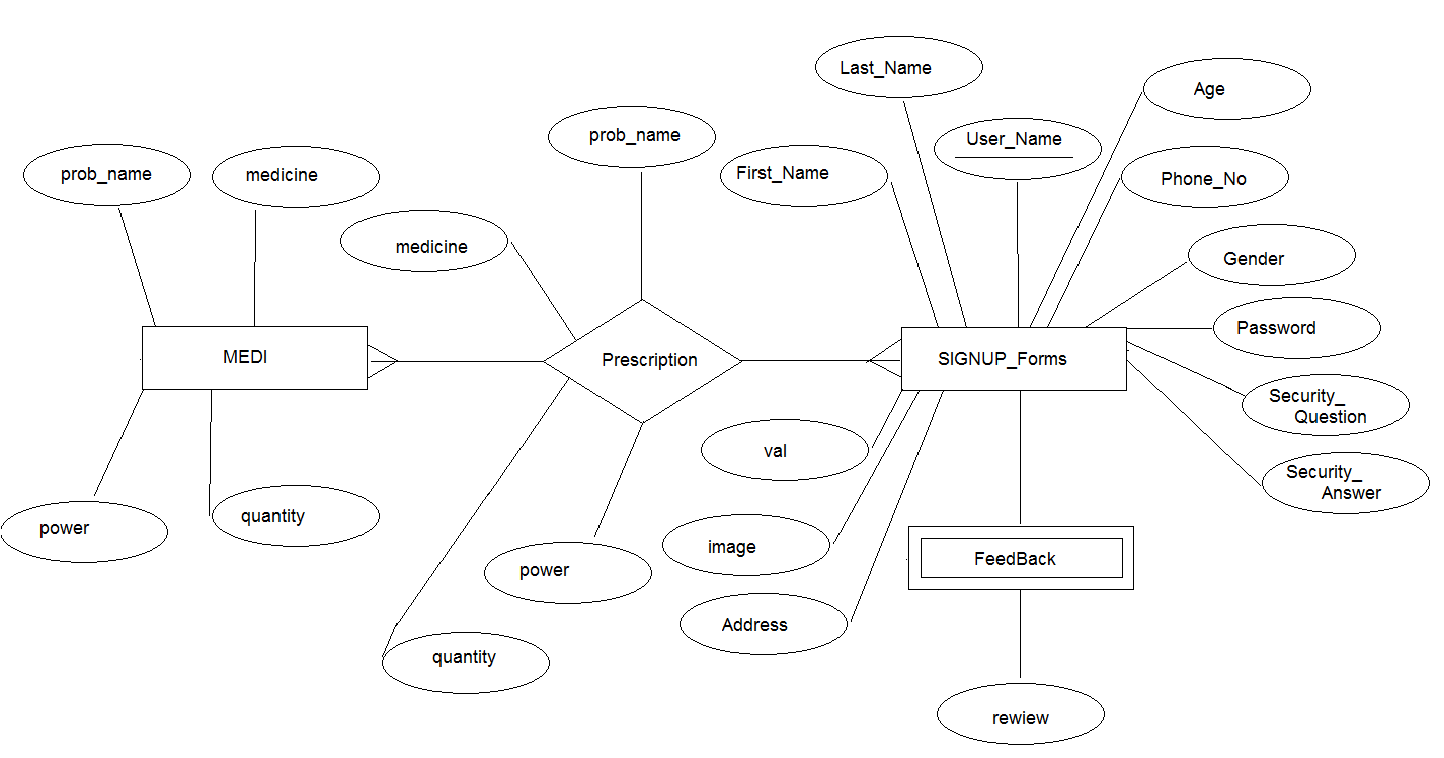 Last_Name
Age
prob_name
User_Name
prob_name
medicine
First_Name
Phone_No
medicine
Gender
Password
MEDI
Prescription
SIGNUP_Forms
Security_
Question
val
Security_
Answer
power
quantity
image
FeedBack
power
Address
quantity
rewiew